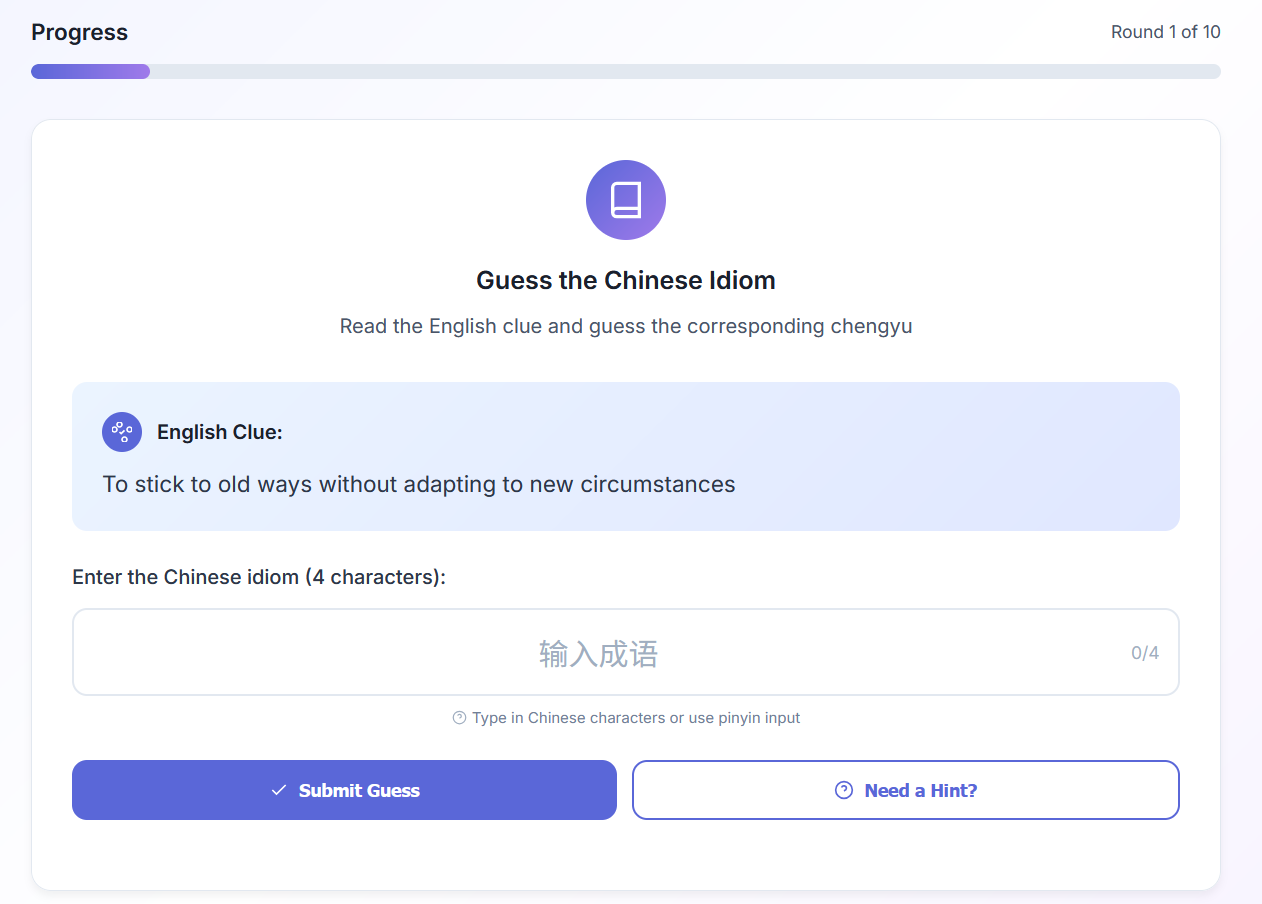 Progress
Round 1 of 10
Guess the Chinese Idiom
Read the English clue and guess the corresponding chengyu
English Clue:
To stick to old ways without adapting to new circumstances
Enter the Chinese idiom (4 characters):
输入成语
0/4
Type in Chinese characters or use pinyin input
Submit Guess
Need a Hint?